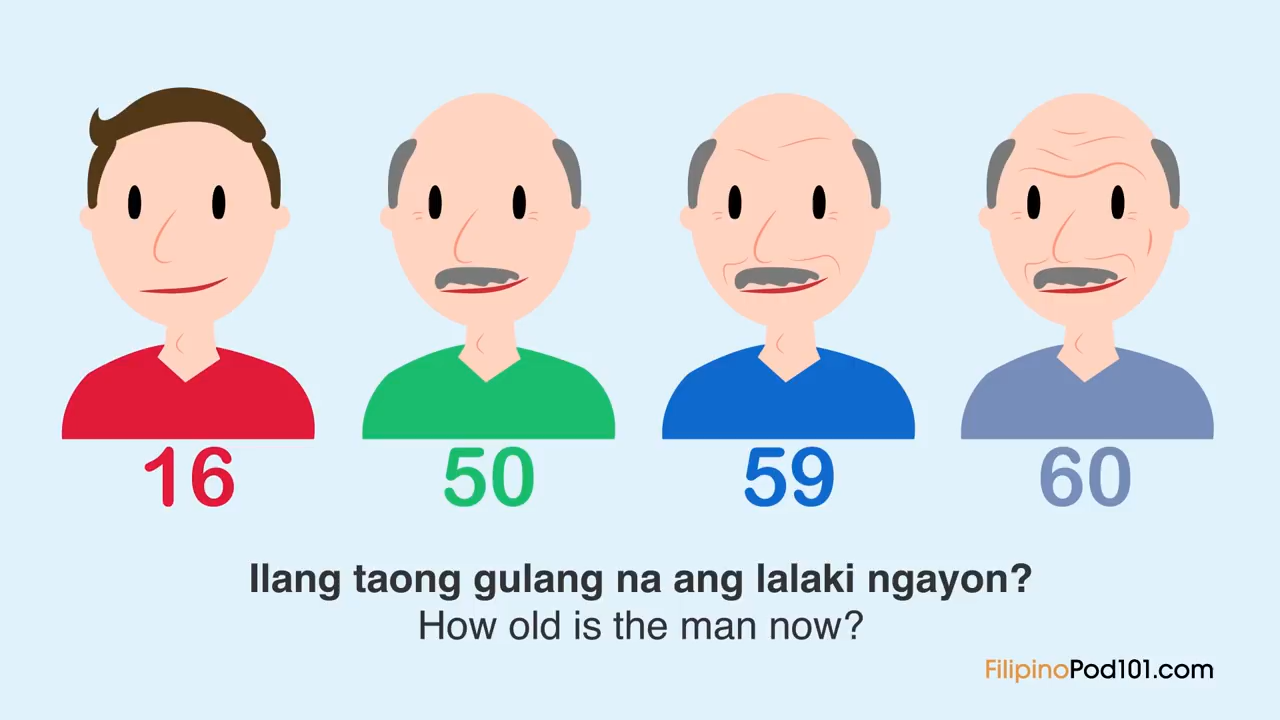 16 50 59 60
Ilang taong gulang na ang lalaki ngayon?
How old is the man now?
FilipinoPod101.com